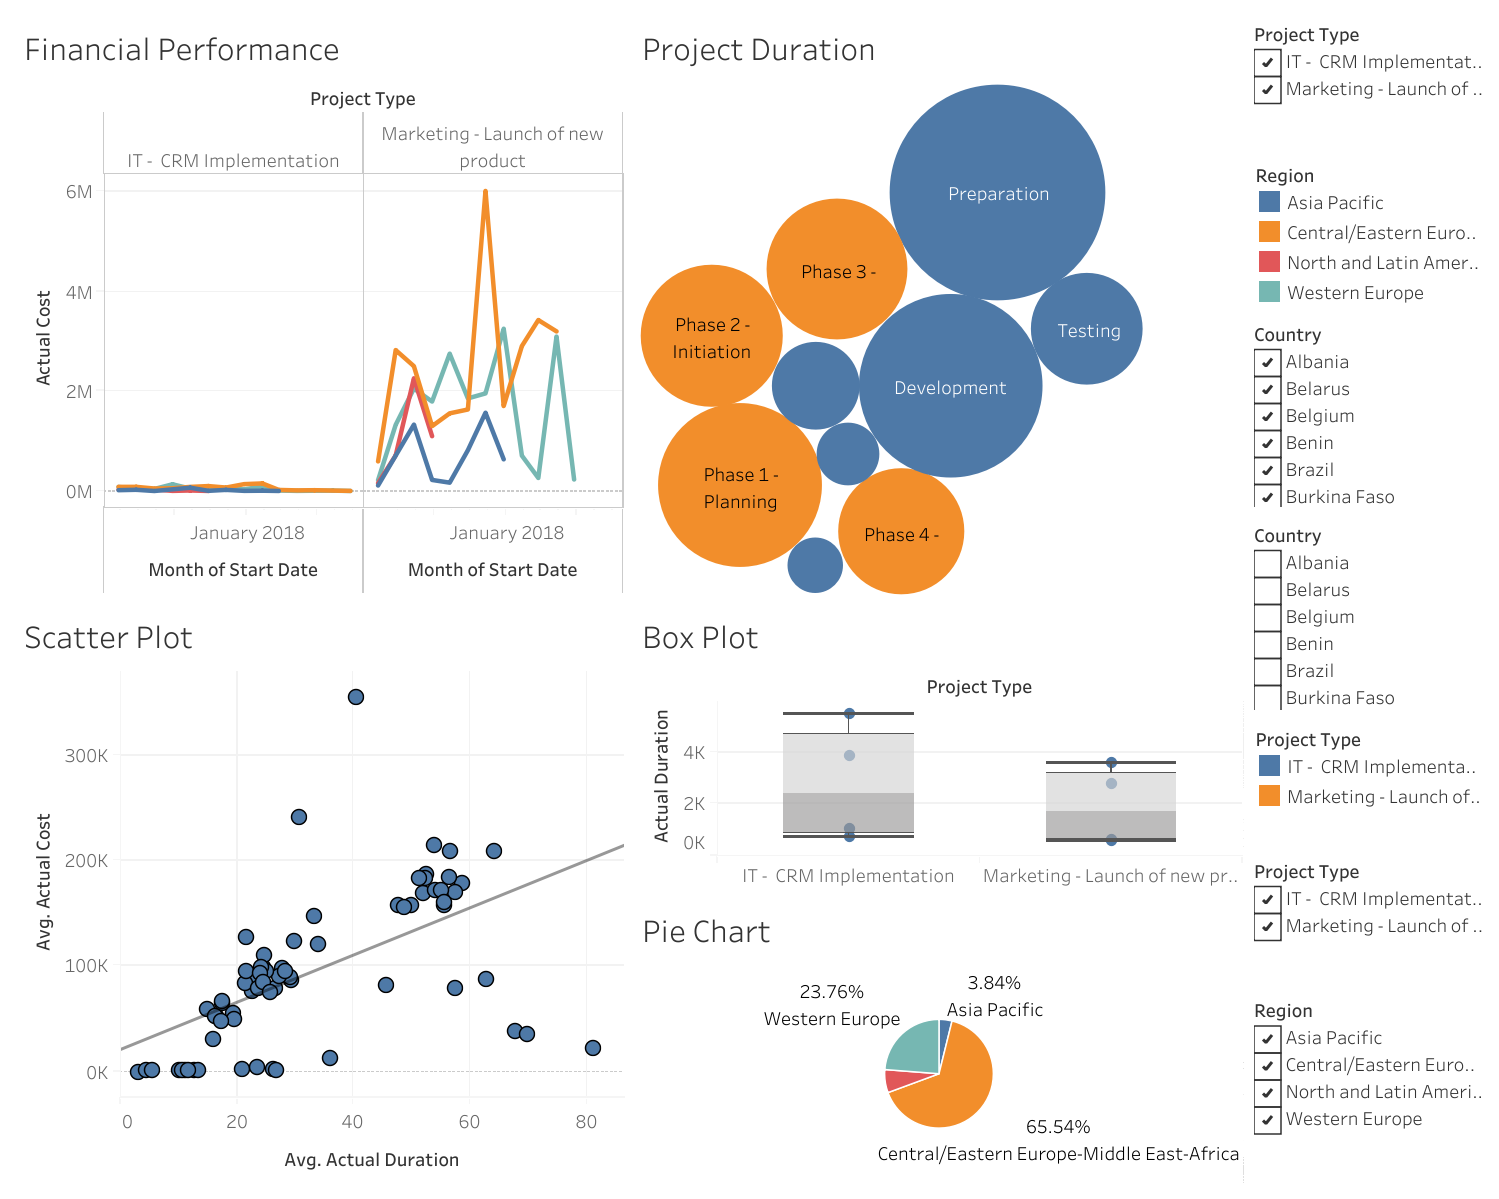 Financial Performance
Project Type
IT - CRM Implementation
Marketing - Launch of new
product
6M
4M
2M
0M
Actual Cost
January 2018
January 2018
Month of Start Date
Month of Start Date
Project Duration
Preparation
Phase 3 -
Phase 2 -
Initiation
Testing
Development
Phase 1 -
Planning
Phase 4 -
Scatter Plot
300K
200K
100K
0K
Avg. Actual Cost
0
20
40
60
80
Avg. Actual Duration
Box Plot
Project Type
Actual Duration
4K
2K
0K
IT - CRM Implementation
Marketing - Launch of new pr..
Pie Chart
23.76%
Western Europe
3.84%
Asia Pacific
65.54%
Central/Eastern Europe-Middle East-Africa
Project Type
IT - CRM Implementat..
Marketing - Launch of ..
Region
Asia Pacific
Central/Eastern Euro..
North and Latin Amer..
Western Europe
Country
Albania
Belarus
Belgium
Benin
Brazil
Burkina Faso
Country
Albania
Belarus
Belgium
Benin
Brazil
Burkina Faso
Project Type
IT - CRM Implementa..
Marketing - Launch of..
Project Type
IT - CRM Implementat..
Marketing - Launch of ..
Region
Asia Pacific
Central/Eastern Euro..
North and Latin Ameri..
Western Europe